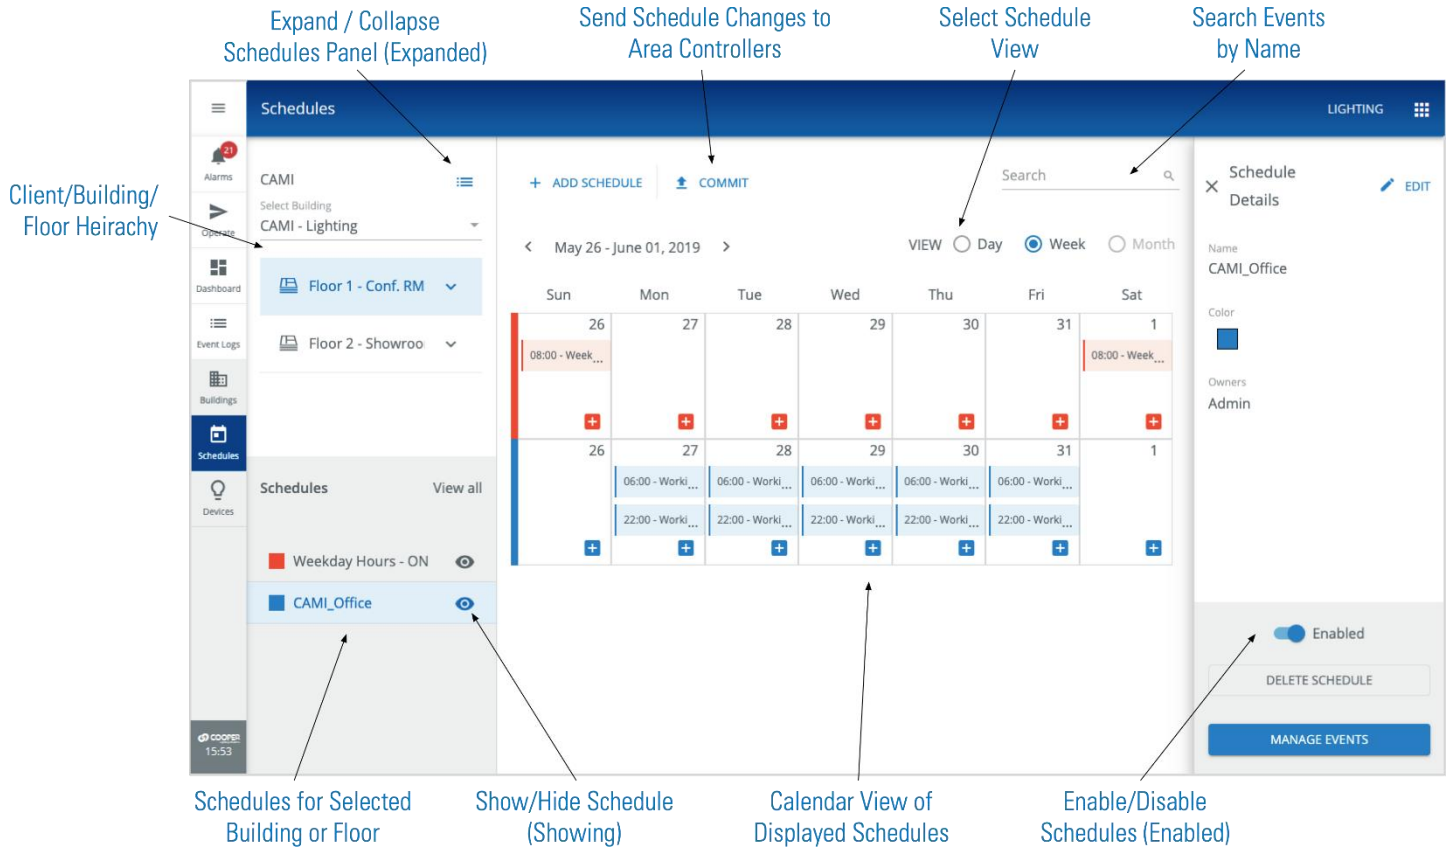 Expand / Collapse
Schedules Panel (Expanded)
Send Schedule Changes to
Area Controllers
Select Schedule
View
Search Events
by Name
Client/Building/
Floor Heirachy
Schedules
LIGHTING
21
Alarms
Operate
Dashboard
Event Logs
Buildings
Schedules
Devices
COOPER
15:53
CAMI
Select Building
CAMI - Lighting
Floor 1 - Conf. RM
Floor 2 - Showroo
Schedules View all
Weekday Hours - ON
CAMI_Office
+ ADD SCHEDULE
COMMIT
Search
< May 26 - June 01, 2019 >
VIEW Day Week Month
Sun Mon Tue Wed Thu Fri Sat
26 27 28 29 30 31 1
08:00 - Week... 08:00 - Week...
+ + + + + + +
26 27 28 29 30 31 1
06:00 - Worki... 06:00 - Worki... 06:00 - Worki... 06:00 - Worki... 06:00 - Worki...
22:00 - Worki... 22:00 - Worki... 22:00 - Worki... 22:00 - Worki... 22:00 - Worki...
+ + + + + + +
Schedule
Details
EDIT
Name
CAMI_Office
Color
Owners
Admin
Enabled
DELETE SCHEDULE
MANAGE EVENTS
Schedules for Selected
Building or Floor
Show/Hide Schedule
(Showing)
Calendar View of
Displayed Schedules
Enable/Disable
Schedules (Enabled)